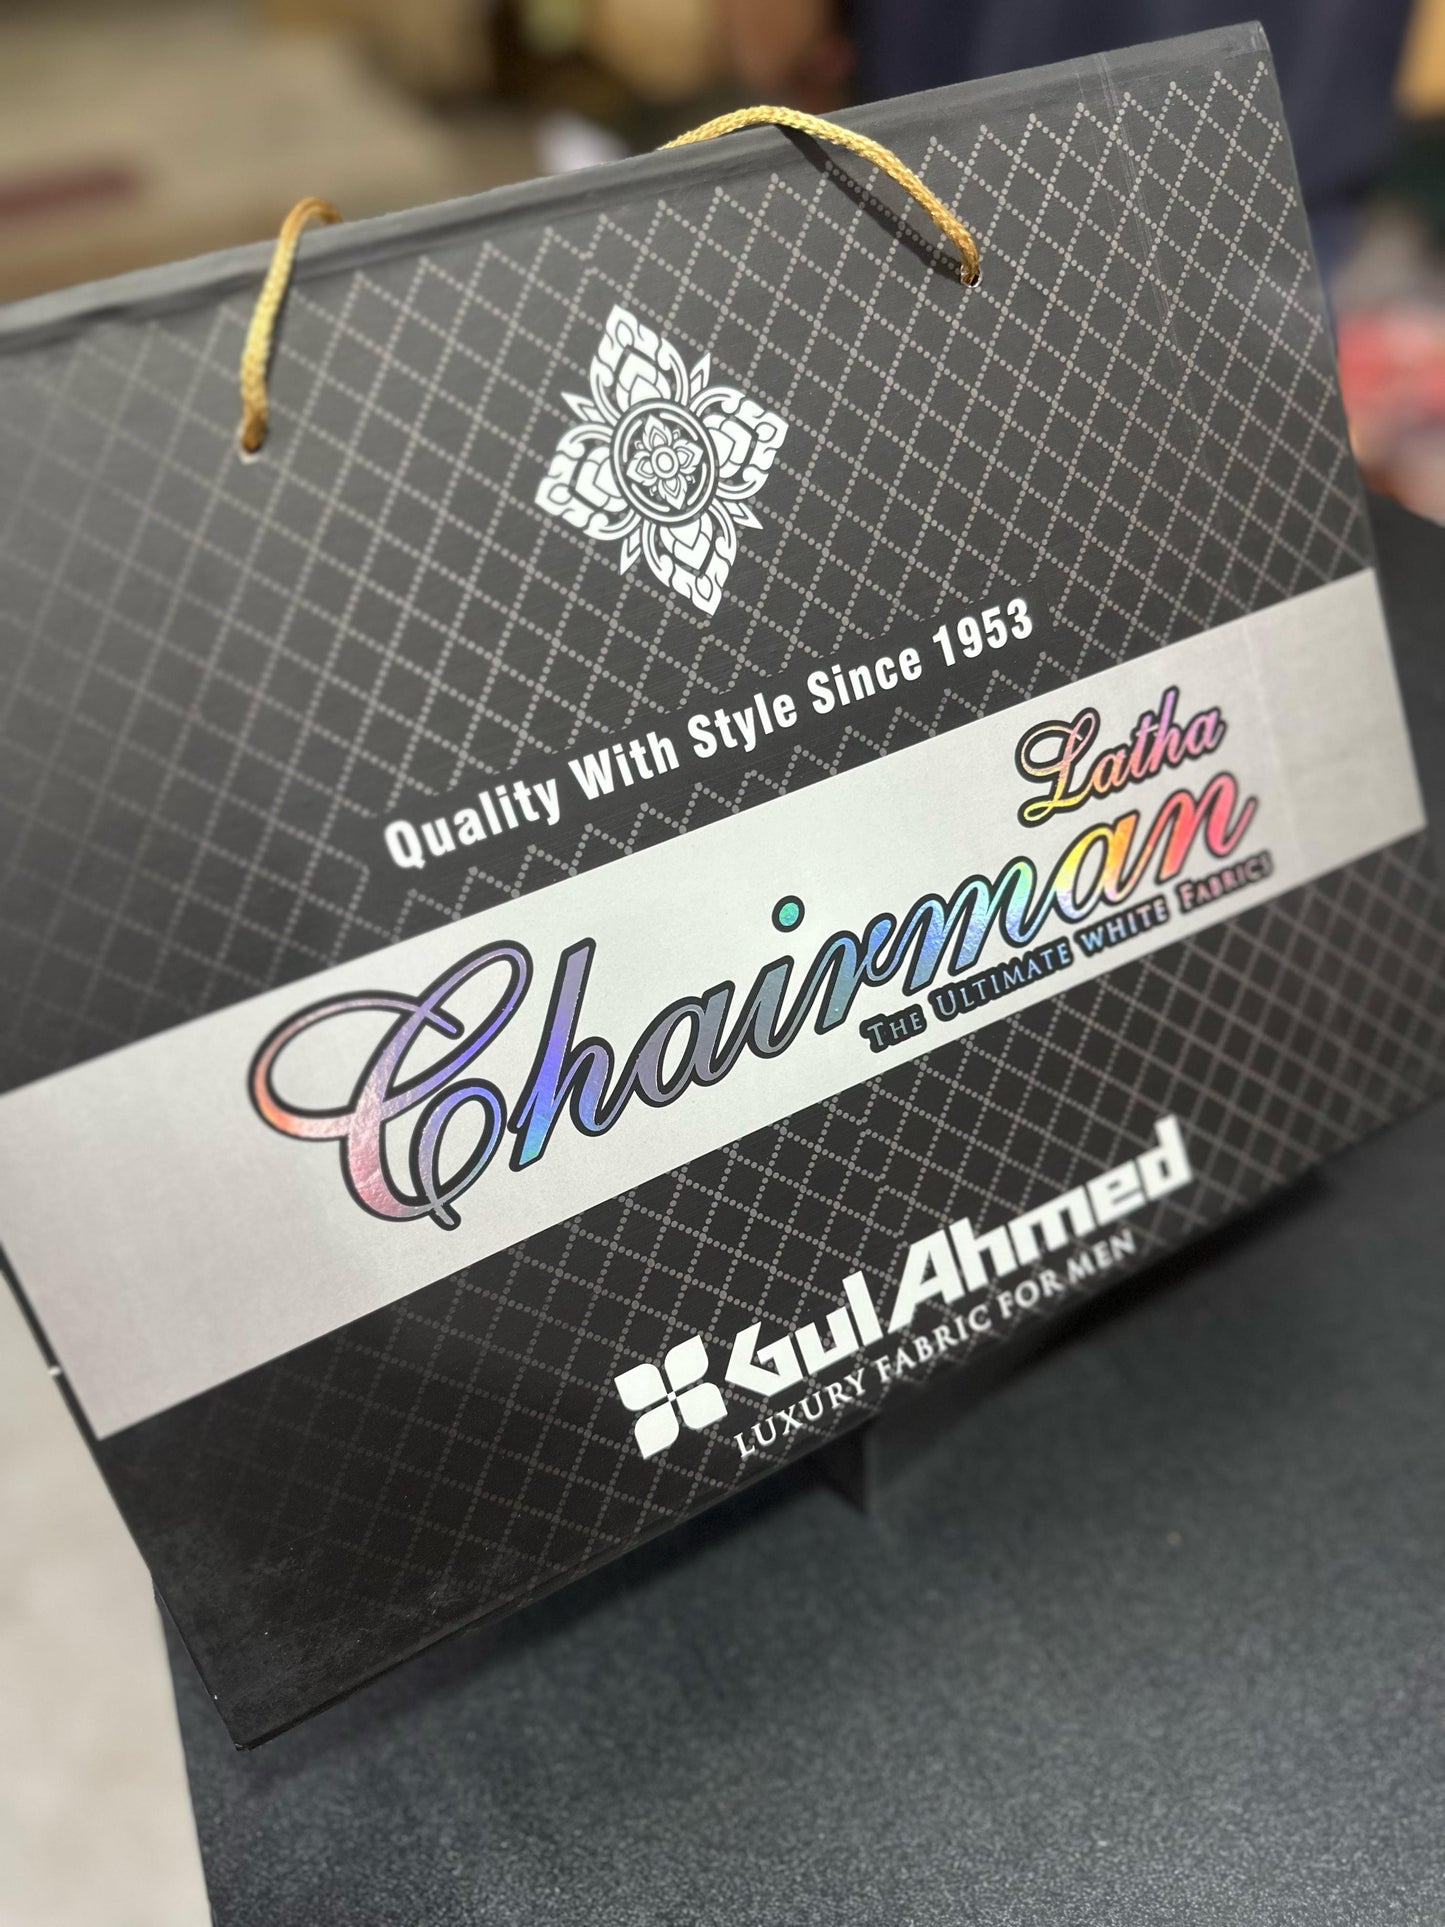 Quality With Style Since 1953
Latha
Chairman
The Ultimate white Fabrics
GulAhmed
LUXURY FABRIC FOR MEN